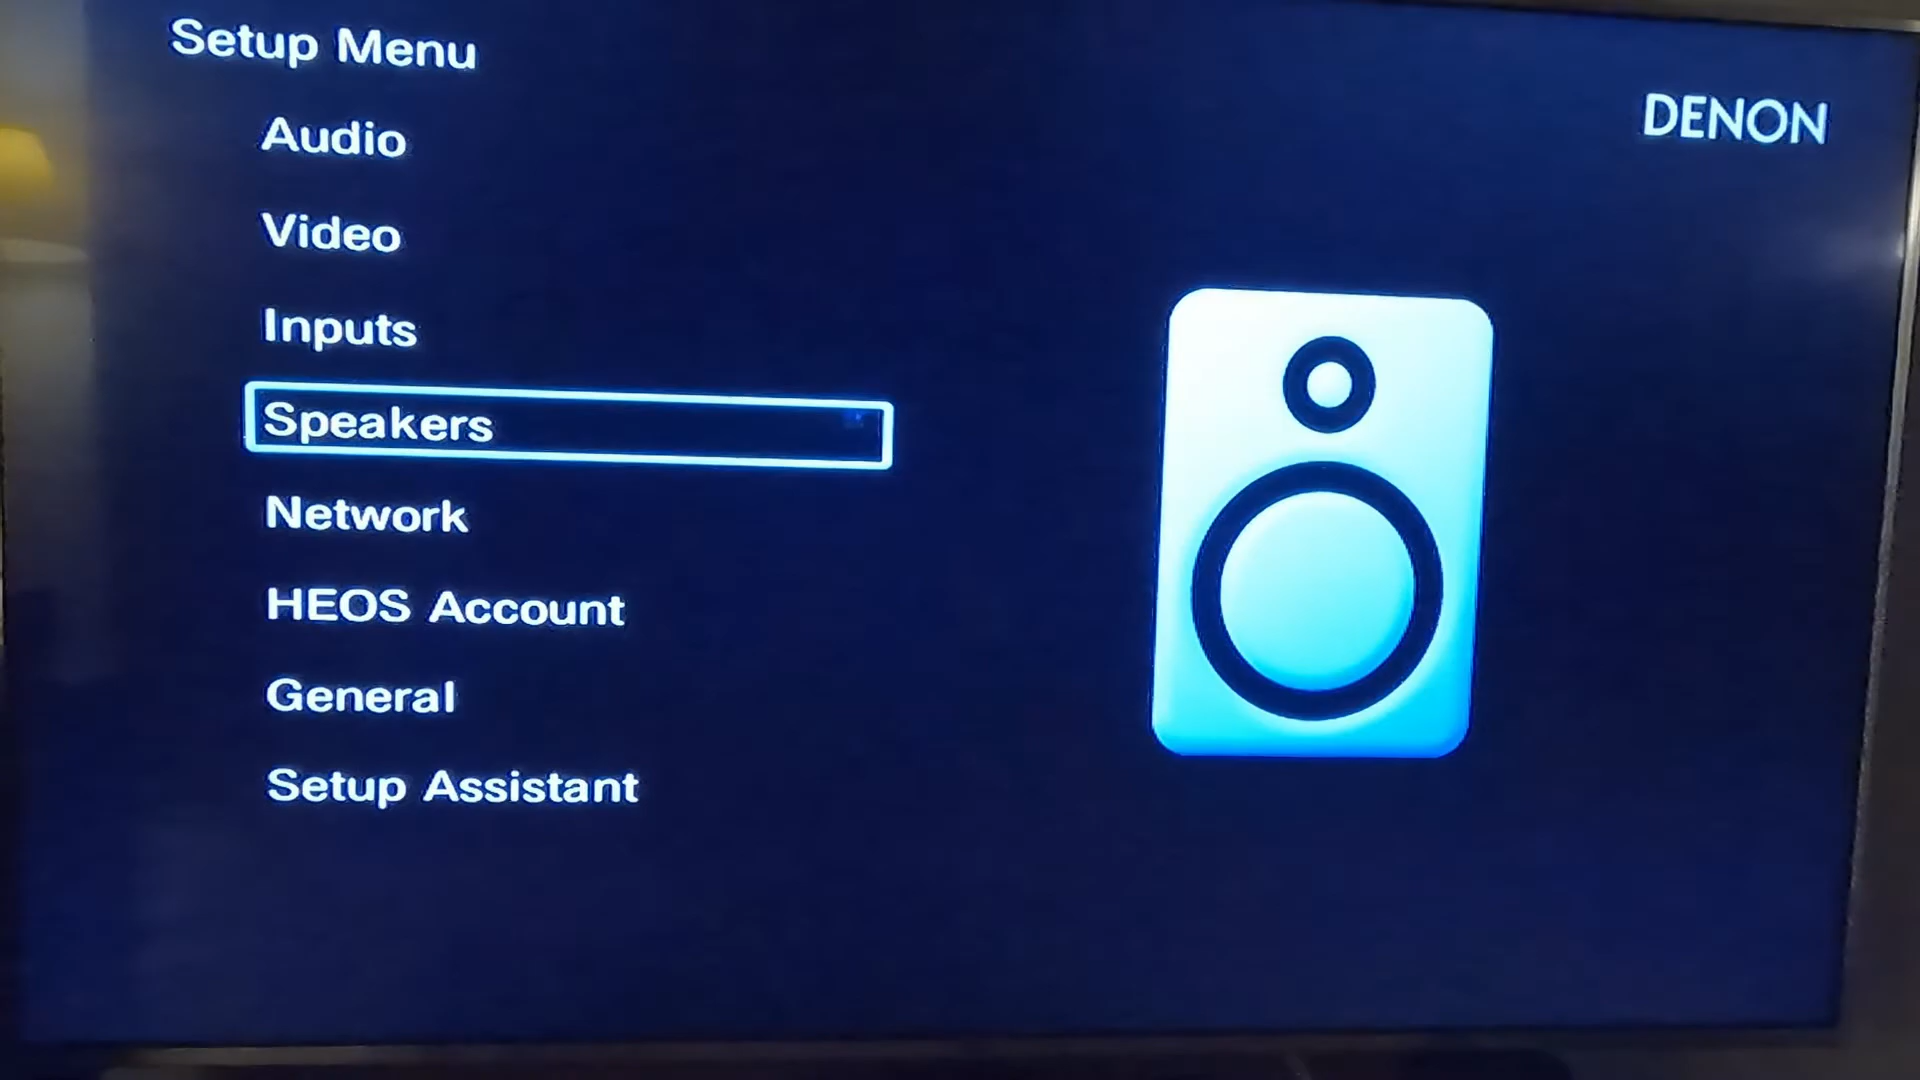 Setup Menu
DENON
Audio
Video
Inputs
Speakers
Network
HEOS Account
General
Setup Assistant